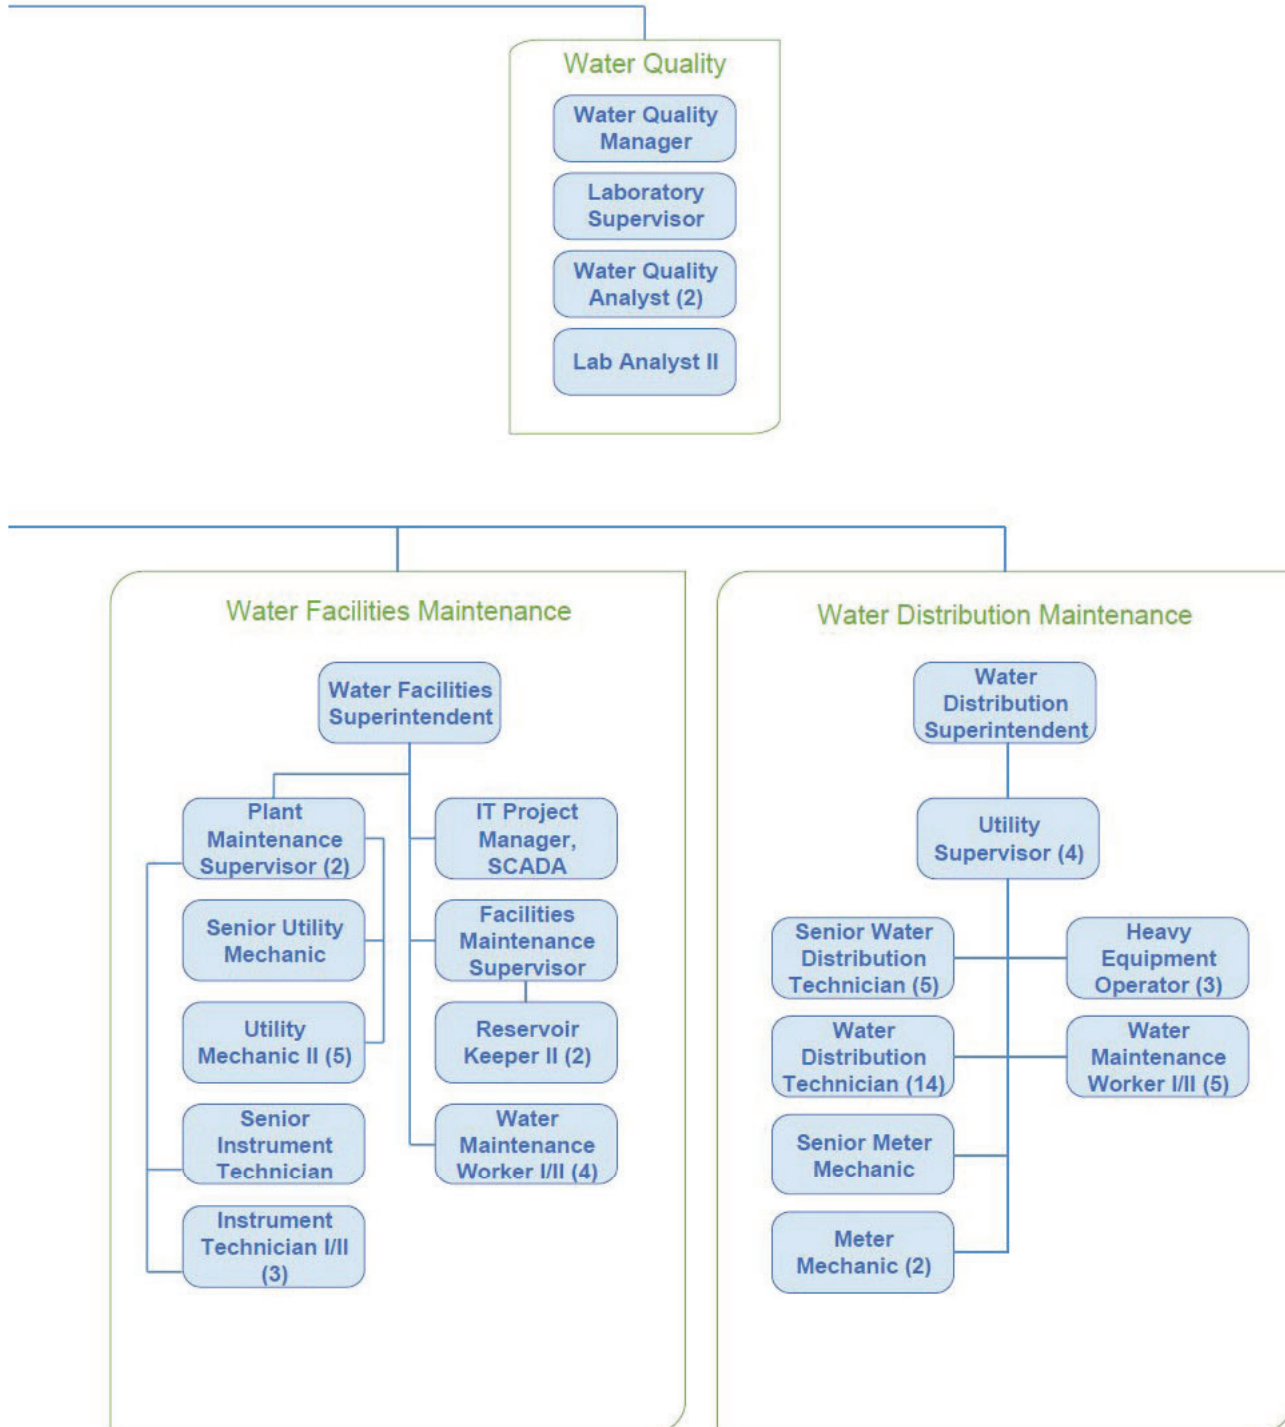 Water Quality
Water Quality
Manager
Laboratory
Supervisor
Water Quality
Analyst (2)
Lab Analyst II
Water Facilities Maintenance
Water Facilities
Superintendent
Plant
Maintenance
Supervisor (2)
Senior Utility
Mechanic
Utility
Mechanic II (5)
Senior
Instrument
Technician
Instrument
Technician I/II
(3)
IT Project
Manager,
SCADA
Facilities
Maintenance
Supervisor
Reservoir
Keeper II (2)
Water
Maintenance
Worker I/II (4)
Water Distribution Maintenance
Water
Distribution
Superintendent
Utility
Supervisor (4)
Senior Water
Distribution
Technician (5)
Water
Distribution
Technician (14)
Senior Meter
Mechanic
Meter
Mechanic (2)
Heavy
Equipment
Operator (3)
Water
Maintenance
Worker I/II (5)